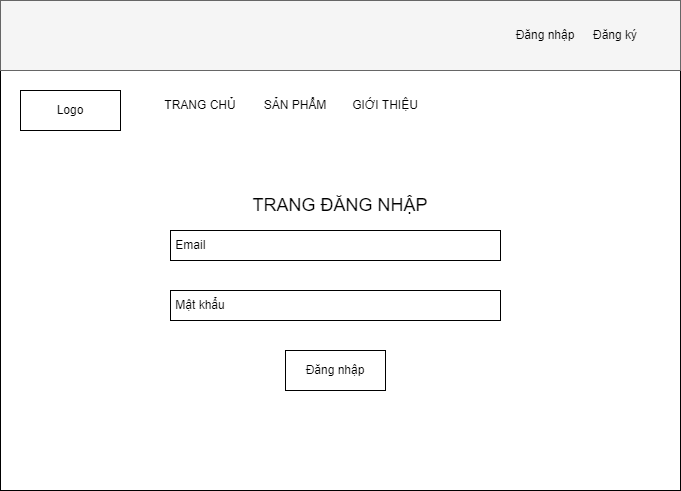 Đăng nhập Đăng ký
Logo
TRANG CHỦ SẢN PHẨM GIỚI THIỆU
TRANG ĐĂNG NHẬP
Email
Mật khẩu
Đăng nhập